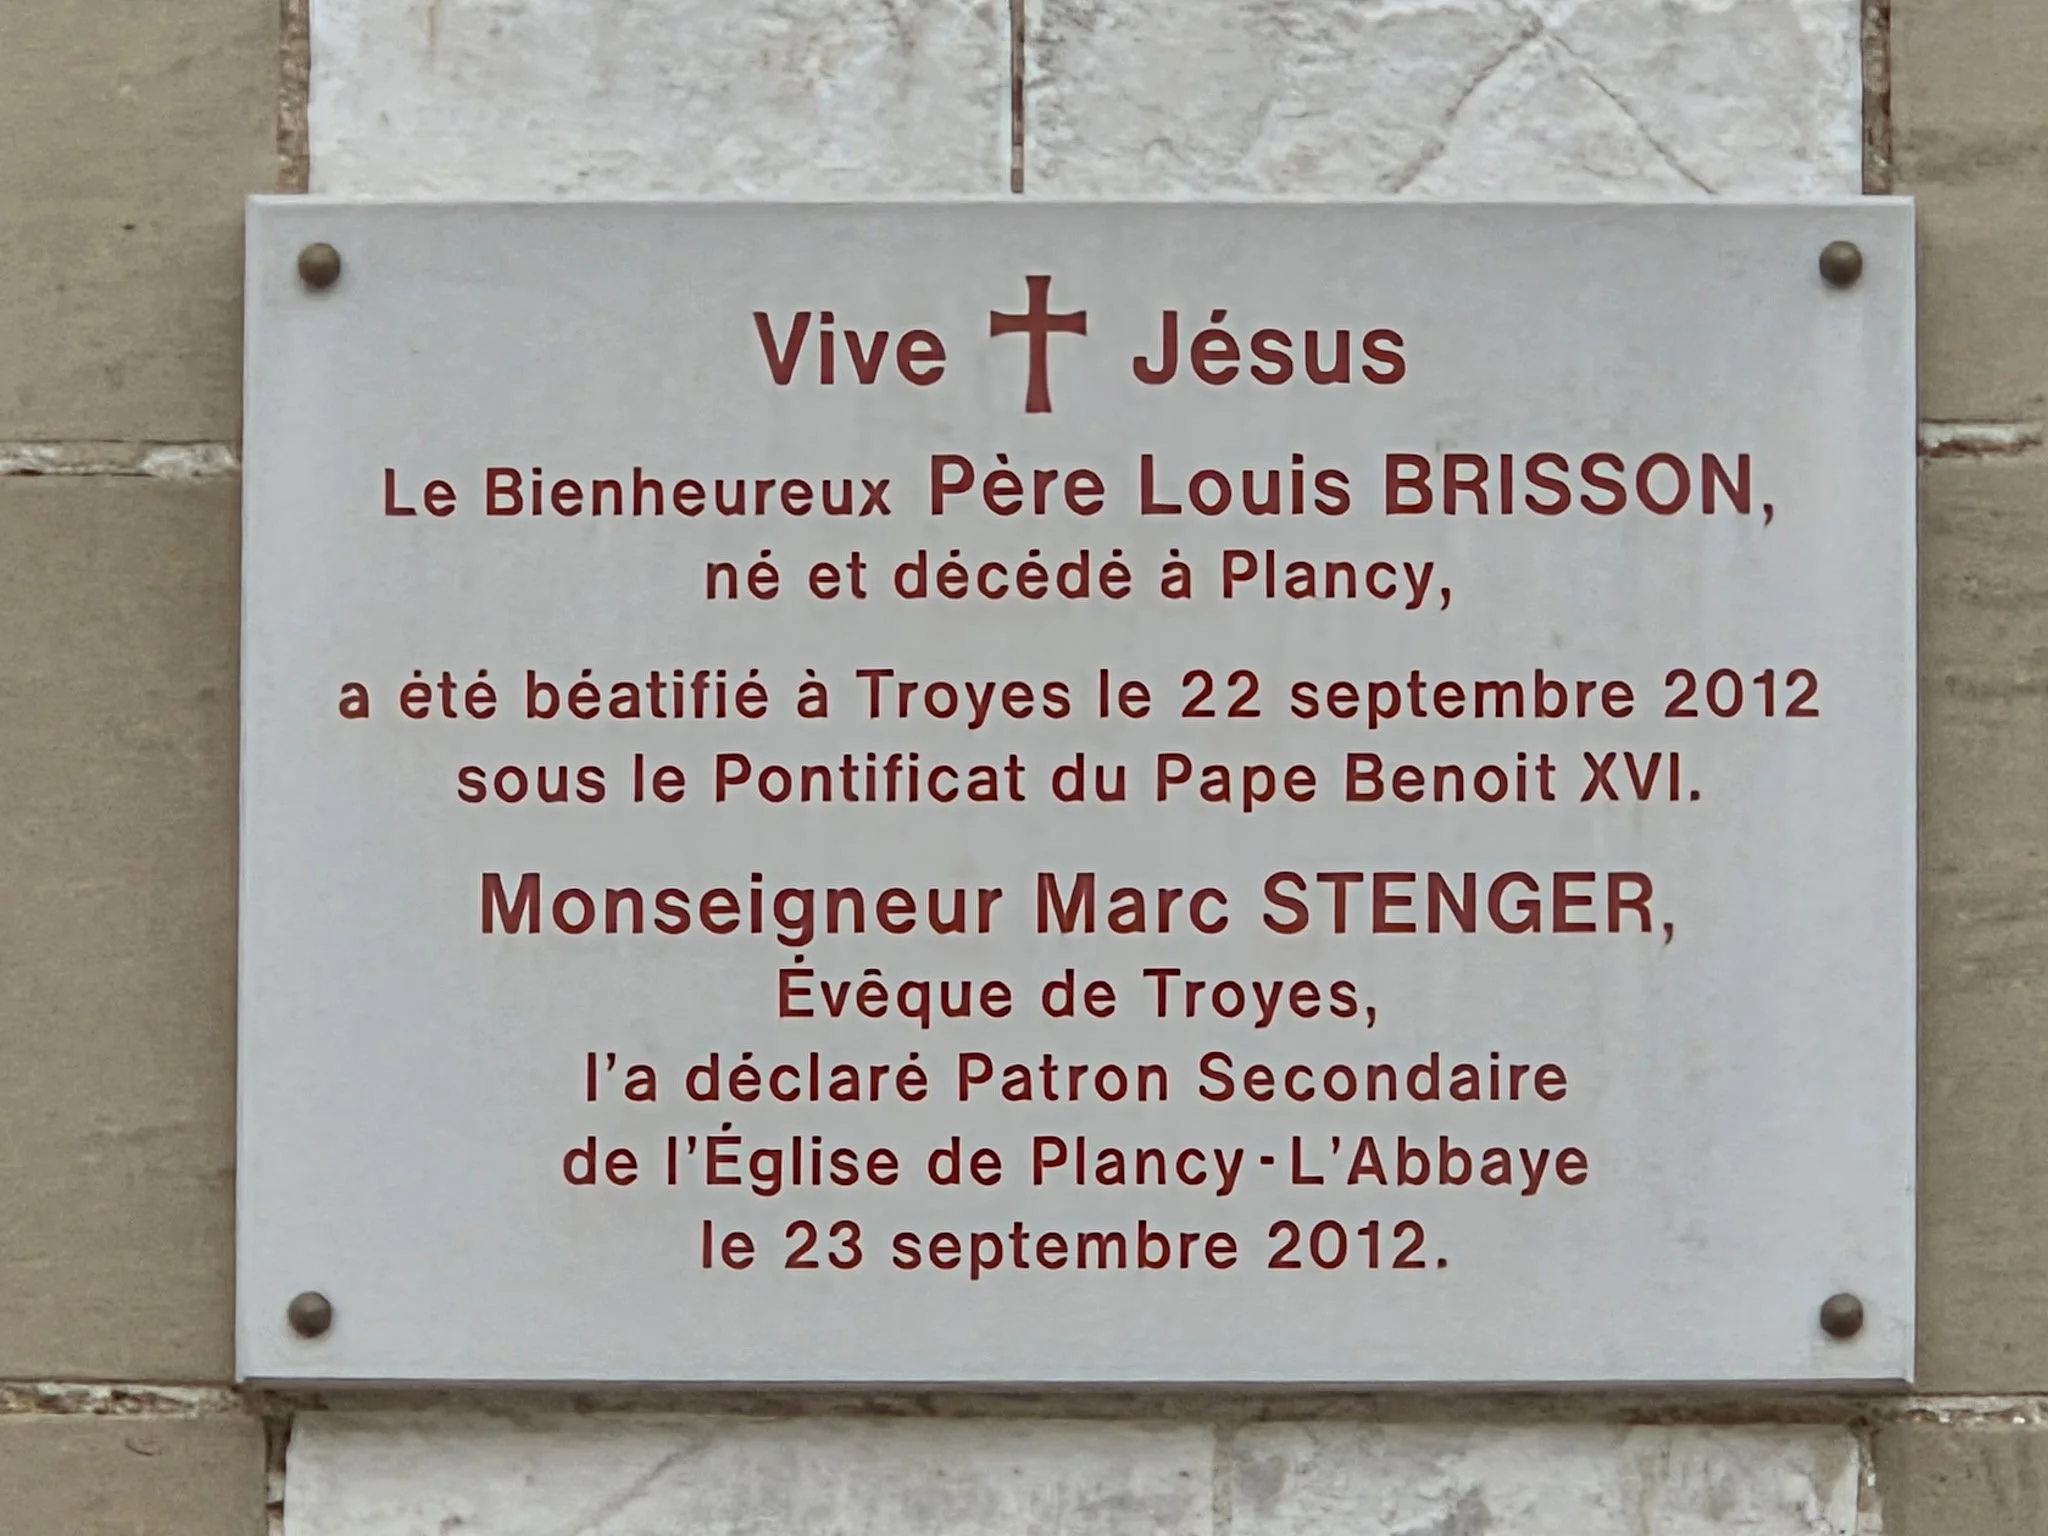 Vive Jésus
Le Bienheureux Père Louis BRISSON,
né et décédé à Plancy,
a été béatifié à Troyes le 22 septembre 2012
sous le Pontificat du Pape Benoit XVI.
Monseigneur Marc STENGER,
Évêque de Troyes,
l'a déclaré Patron Secondaire
de l'Église de Plancy-L'Abbaye
le 23 septembre 2012.